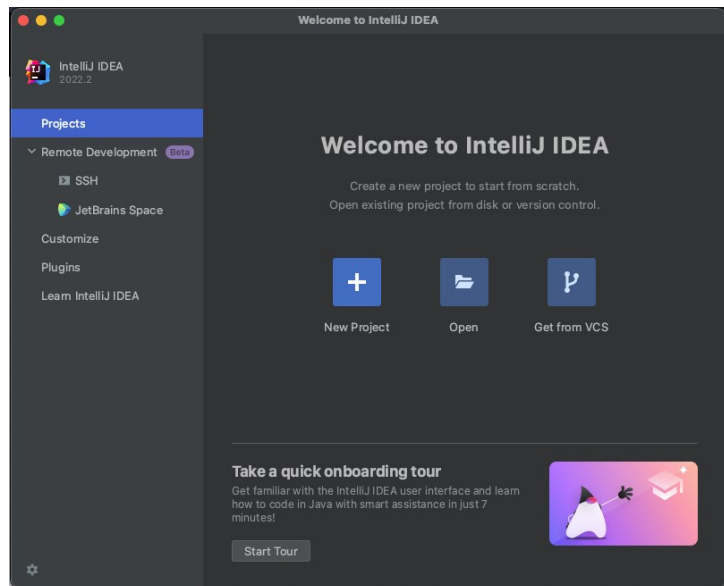 Welcome to IntelliJ IDEA
IntelliJ IDEA
2022.2
Projects
Remote Development Beta
SSH
JetBrains Space
Customize
Plugins
Learn IntelliJ IDEA
Welcome to IntelliJ IDEA
Create a new project to start from scratch.
Open existing project from disk or version control.
New Project
Open
Get from VCS
Take a quick onboarding tour
Get familiar with the IntelliJ IDEA user interface and learn
how to code in Java with smart assistance in just 7
minutes!
Start Tour